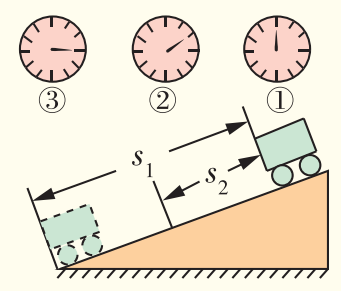 ③ ② ①
s₁
s₂